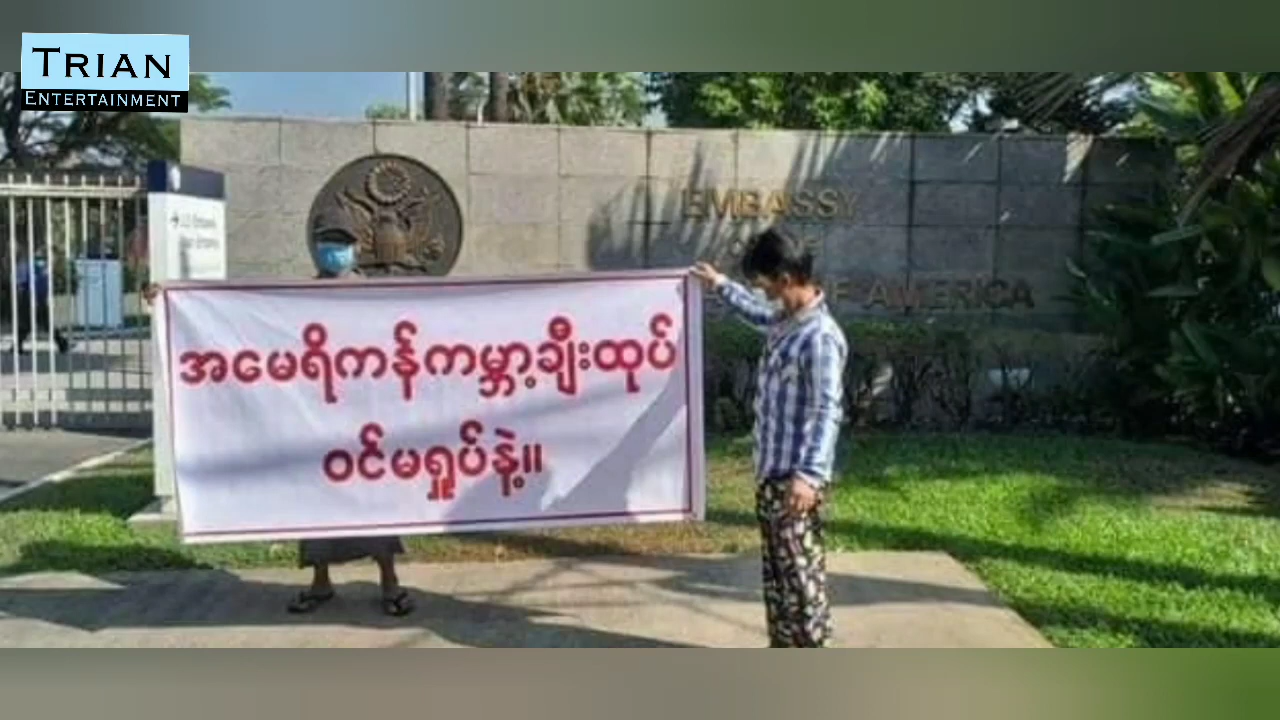 TRIAN
ENTERTAINMENT
EMBASSY
OF AMERICA
အမေရိကန်ကမ္ဘာ့ချီးထုပ်
ဝင်မရှုပ်နဲ့။